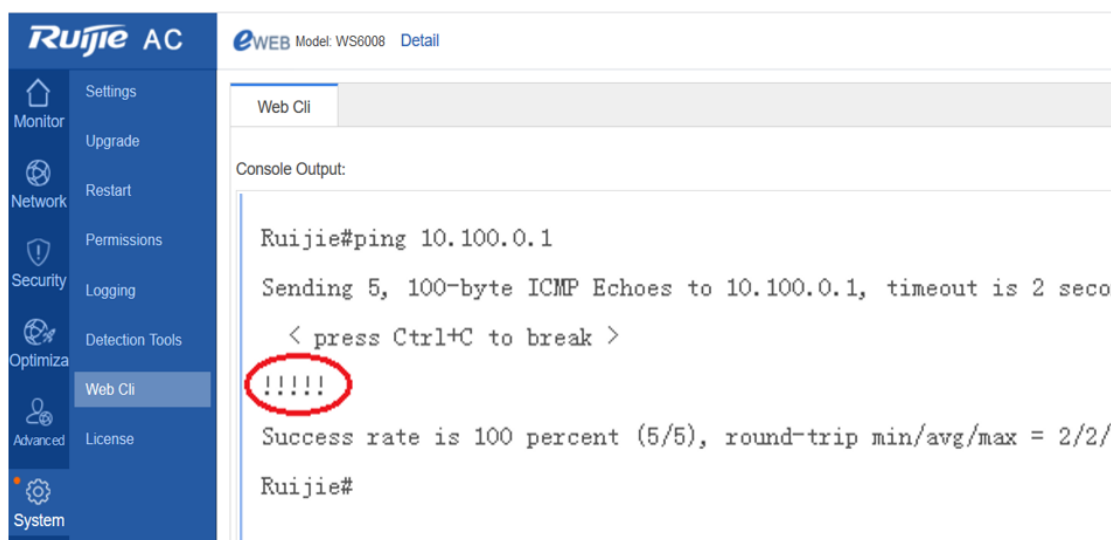 Ruijie AC
eWEB Model: WS6008 Detail
Monitor
Network
Security
Optimiza
Advanced
System
Settings
Upgrade
Restart
Permissions
Logging
Detection Tools
Web Cli
License
Web Cli
Console Output:
Ruijie#ping 10.100.0.1
Sending 5, 100-byte ICMP Echoes to 10.100.0.1, timeout is 2 seco
< press Ctrl+C to break >
!!!!!
Success rate is 100 percent (5/5), round-trip min/avg/max = 2/2/
Ruijie#